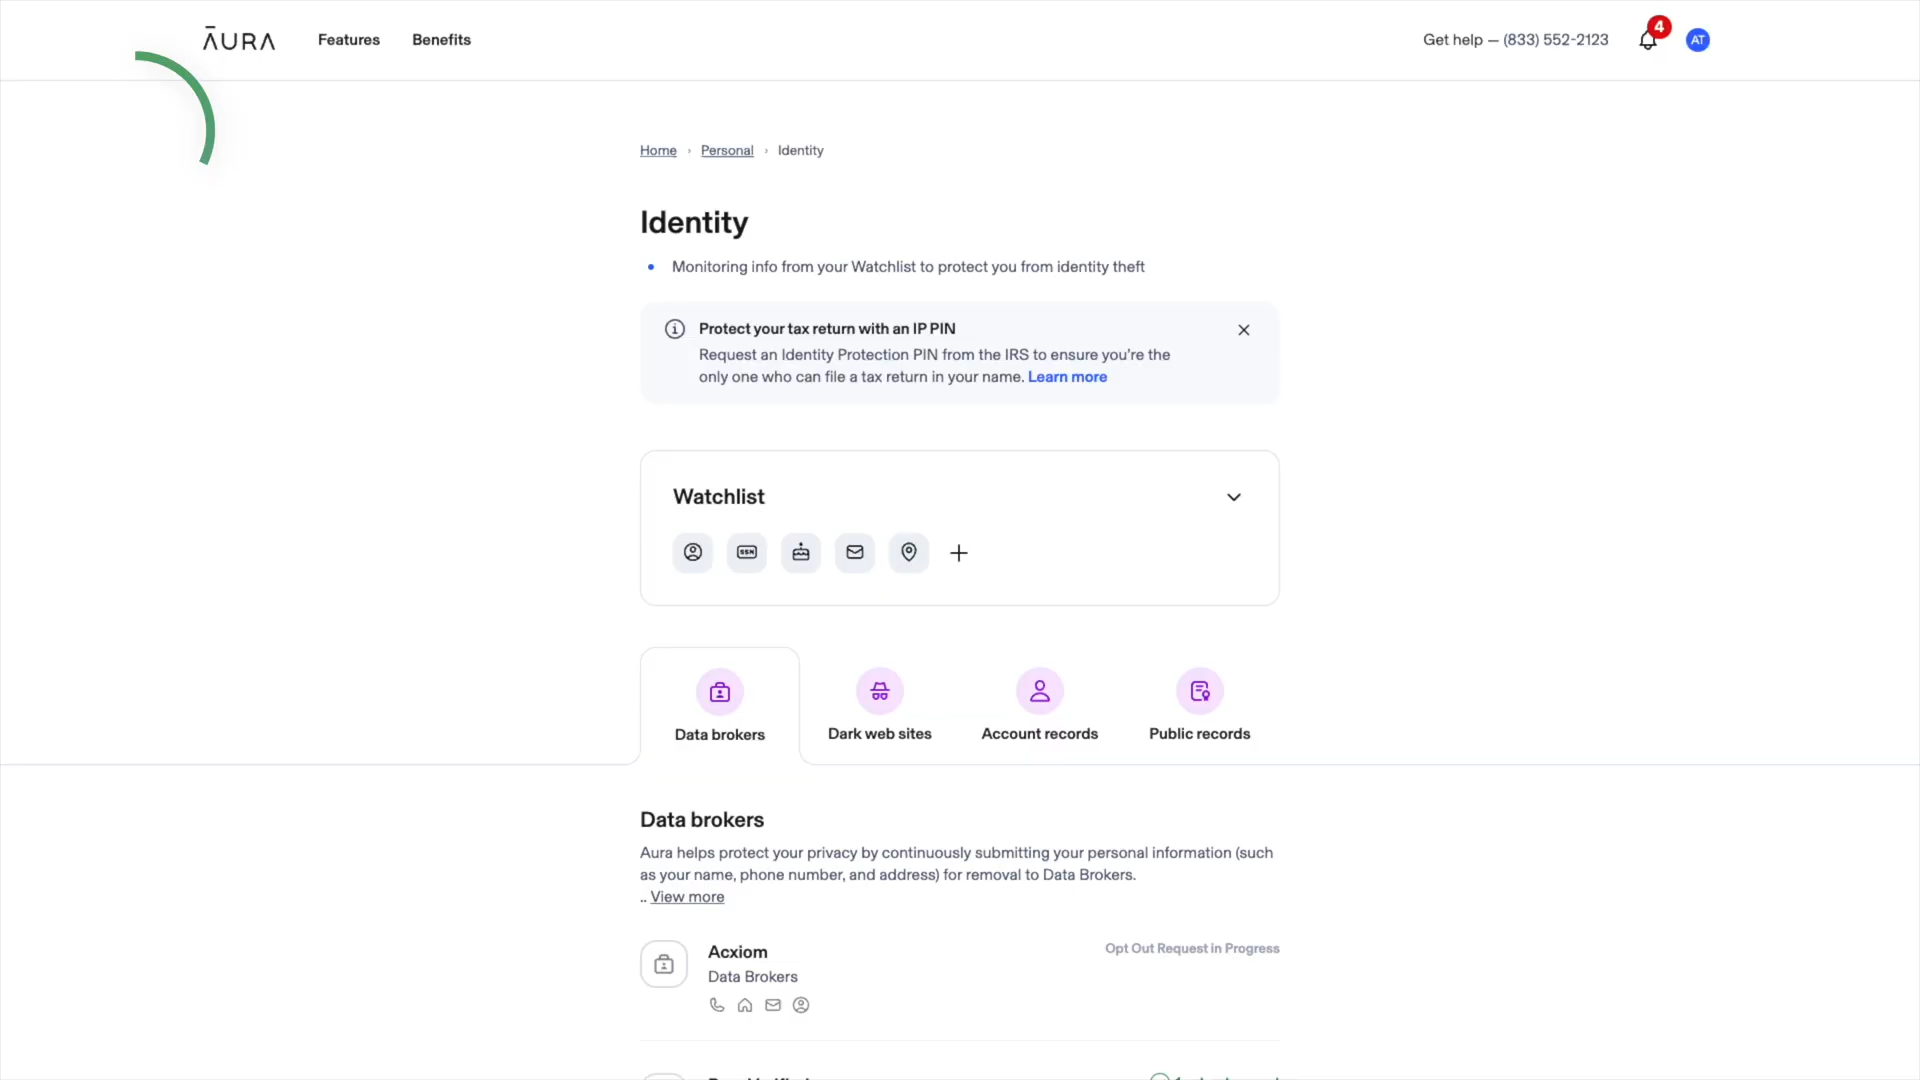 ĀURA
Features
Benefits
Get help — (833) 552-2123
4
AT
Home › Personal › Identity
Identity
Monitoring info from your Watchlist to protect you from identity theft
Protect your tax return with an IP PIN
Request an Identity Protection PIN from the IRS to ensure you're the
only one who can file a tax return in your name. Learn more
Watchlist
SSN
Data brokers
Dark web sites
Account records
Public records
Data brokers
Aura helps protect your privacy by continuously submitting your personal information (such
as your name, phone number, and address) for removal to Data Brokers.
.. View more
Acxiom
Opt Out Request in Progress
Data Brokers